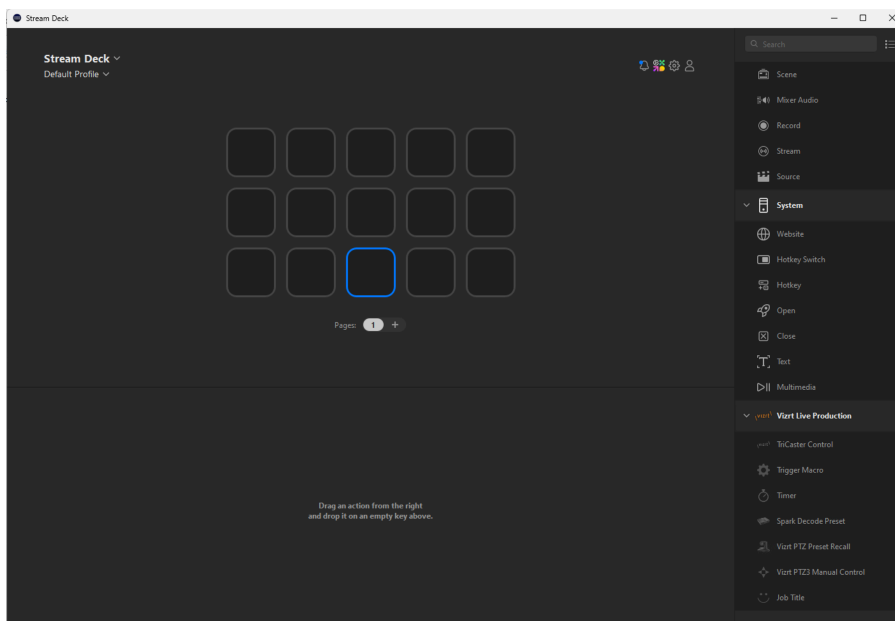 Stream Deck
Stream Deck
Default Profile
Pages: 1 +
Drag an action from the right
and drop it on an empty key above.
Search
Scene
Mixer Audio
Record
Stream
Source
System
Website
Hotkey Switch
Hotkey
Open
Close
Text
Multimedia
vizrt Vizrt Live Production
TriCaster Control
Trigger Macro
Timer
Spark Decode Preset
Vizrt PTZ Preset Recall
Vizrt PTZ3 Manual Control
Job Title